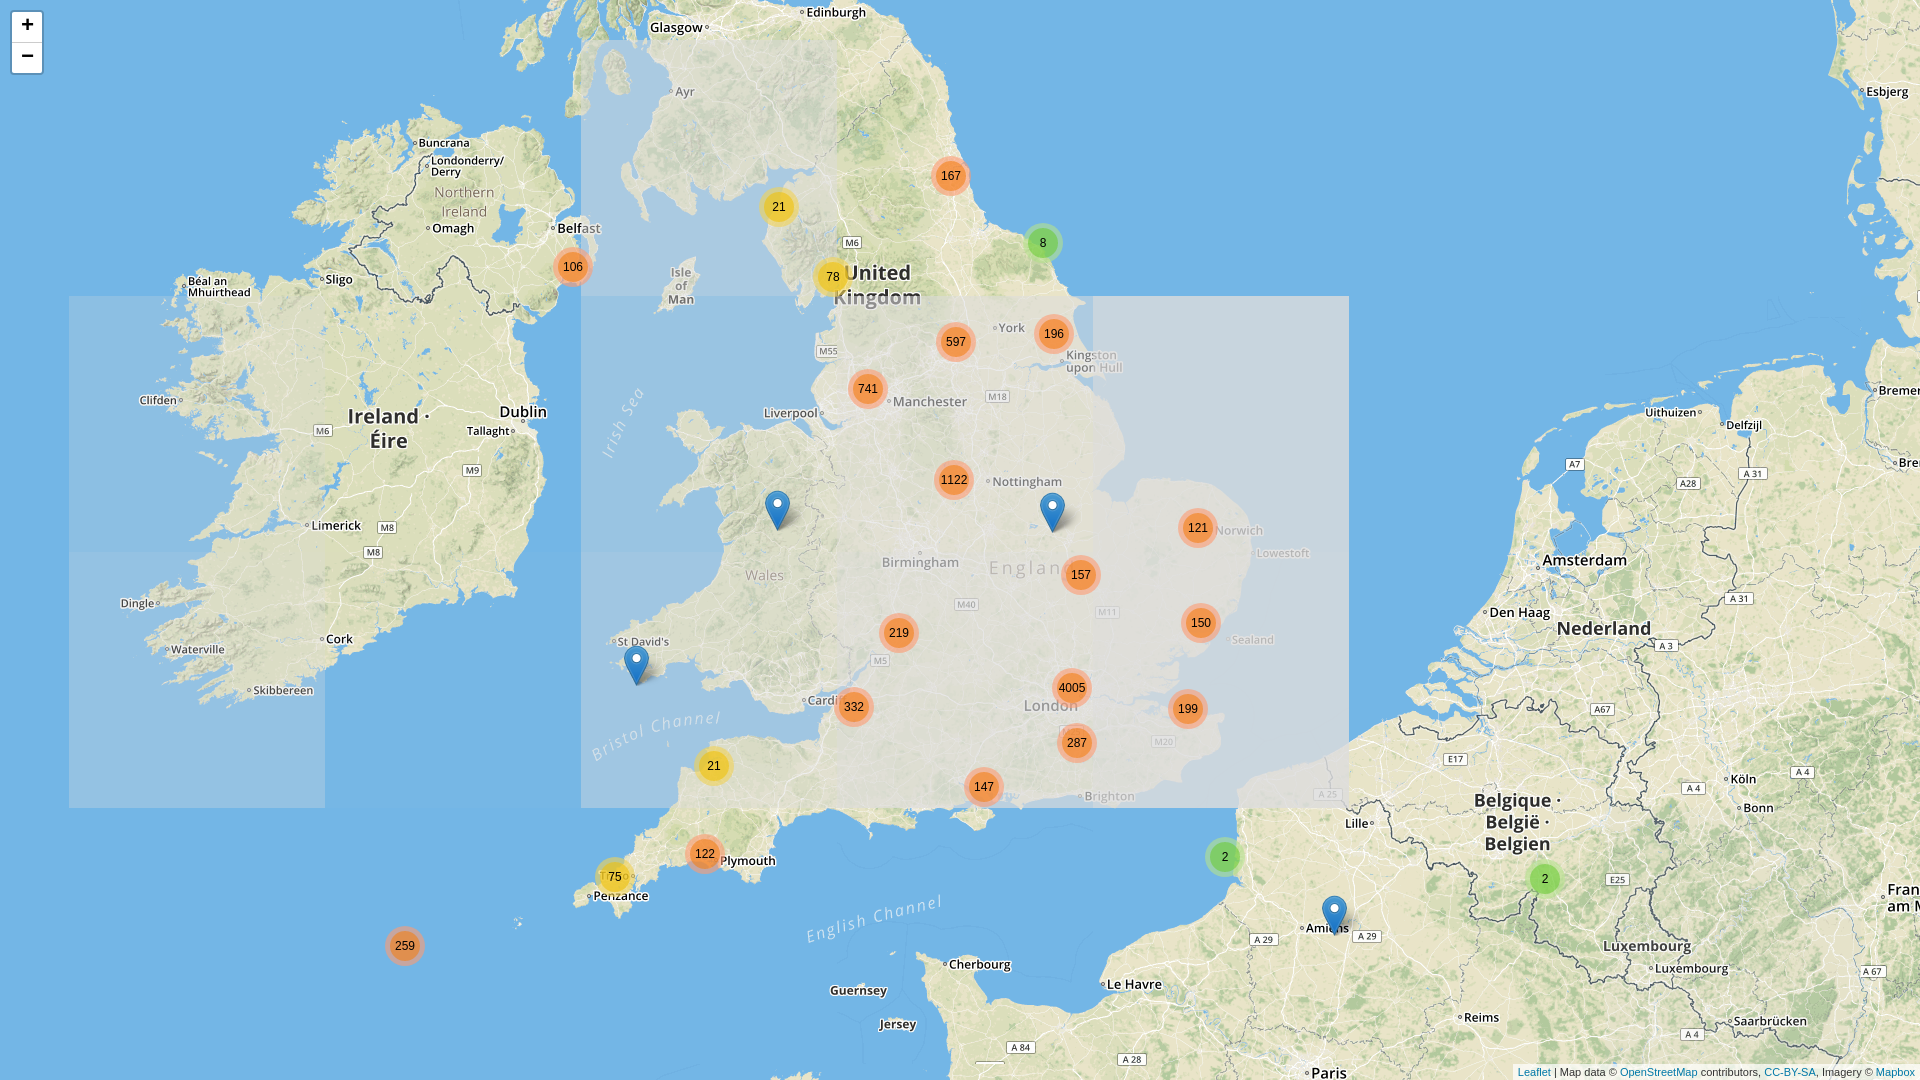 +
−
Edinburgh
Glasgow
Ayr
Esbjerg
Buncrana
Londonderry/
Derry
Northern
Ireland
Omagh
Belfast
Sligo
Béal an
Mhuirthead
Isle
of
Man
167
21
8
M6
106
78
United
Kingdom
York
196
597
Kingston
upon Hull
M55
741
Manchester
M18
Liverpool
Clifden
Ireland ·
Éire
Dublin
Tallaght
M6
M9
Irish Sea
Bremer
Uithuizen
Delfzijl
A7
A 31
A28
Bre
1122
Nottingham
Limerick
M8
M8
121
Norwich
Lowestoft
Birmingham
Englan
157
Wales
Amsterdam
Dingle
M40
M11
Den Haag
A 31
Nederland
150
219
Sealand
Cork
Waterville
St David's
M5
A 3
Skibbereen
4005
London
Cardi
332
199
A67
Bristol Channel
287
M20
E17
21
147
Brighton
A 25
Köln
A 4
A 4
Bonn
Belgique ·
België ·
Belgien
Lille
122
Plymouth
2
75
Penzance
2
E25
Fran
am M
English Channel
Amiens
A 29
A 29
259
Luxembourg
Luxembourg
A 67
Cherbourg
Le Havre
Guernsey
Jersey
Reims
Saarbrücken
A 4
A 84
A 28
Paris
Leaflet | Map data © OpenStreetMap contributors, CC-BY-SA, Imagery © Mapbox